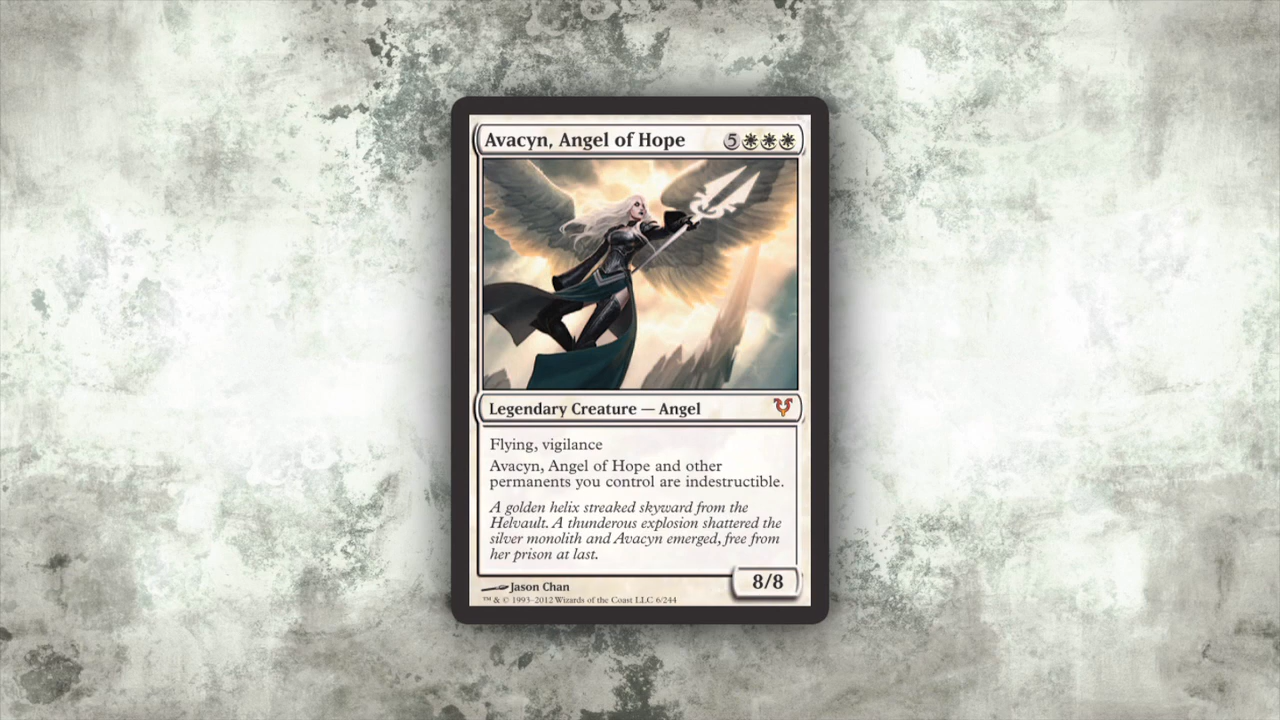 Avacyn, Angel of Hope 5
Legendary Creature — Angel
Flying, vigilance
Avacyn, Angel of Hope and other
permanents you control are indestructible.
A golden helix streaked skyward from the
Helvault. A thunderous explosion shattered the
silver monolith and Avacyn emerged, free from
her prison at last.
8/8
Jason Chan
™ & © 1993–2012 Wizards of the Coast LLC 6/244